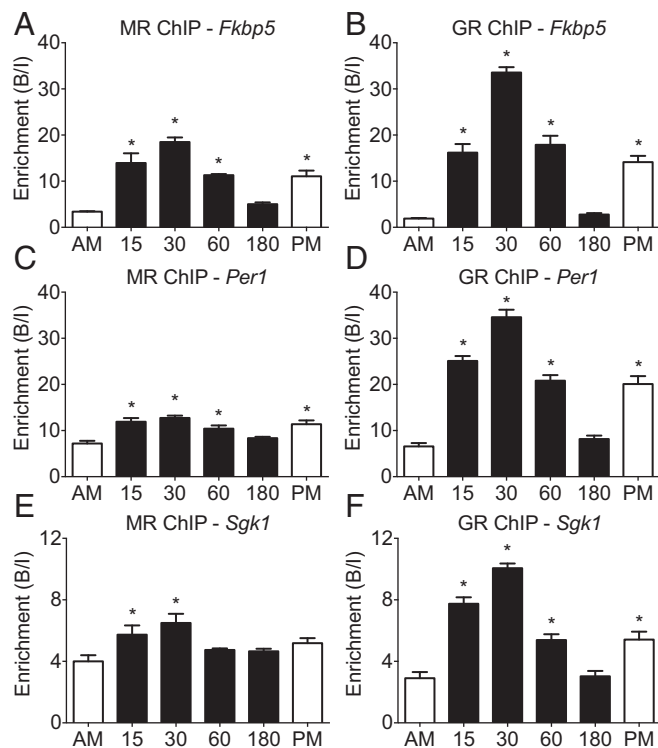 A
MR ChIP - Fkbp5
Enrichment (B/I)
40
30
20
10
0
* * * *
AM 15 30 60 180 PM
B
GR ChIP - Fkbp5
Enrichment (B/I)
40
30
20
10
0
* * * *
AM 15 30 60 180 PM
C
MR ChIP - Per1
Enrichment (B/I)
40
30
20
10
0
* * * *
AM 15 30 60 180 PM
D
GR ChIP - Per1
Enrichment (B/I)
40
30
20
10
0
* * * *
AM 15 30 60 180 PM
E
MR ChIP - Sgk1
Enrichment (B/I)
12
8
4
0
* *
AM 15 30 60 180 PM
F
GR ChIP - Sgk1
Enrichment (B/I)
12
8
4
0
* * * *
AM 15 30 60 180 PM